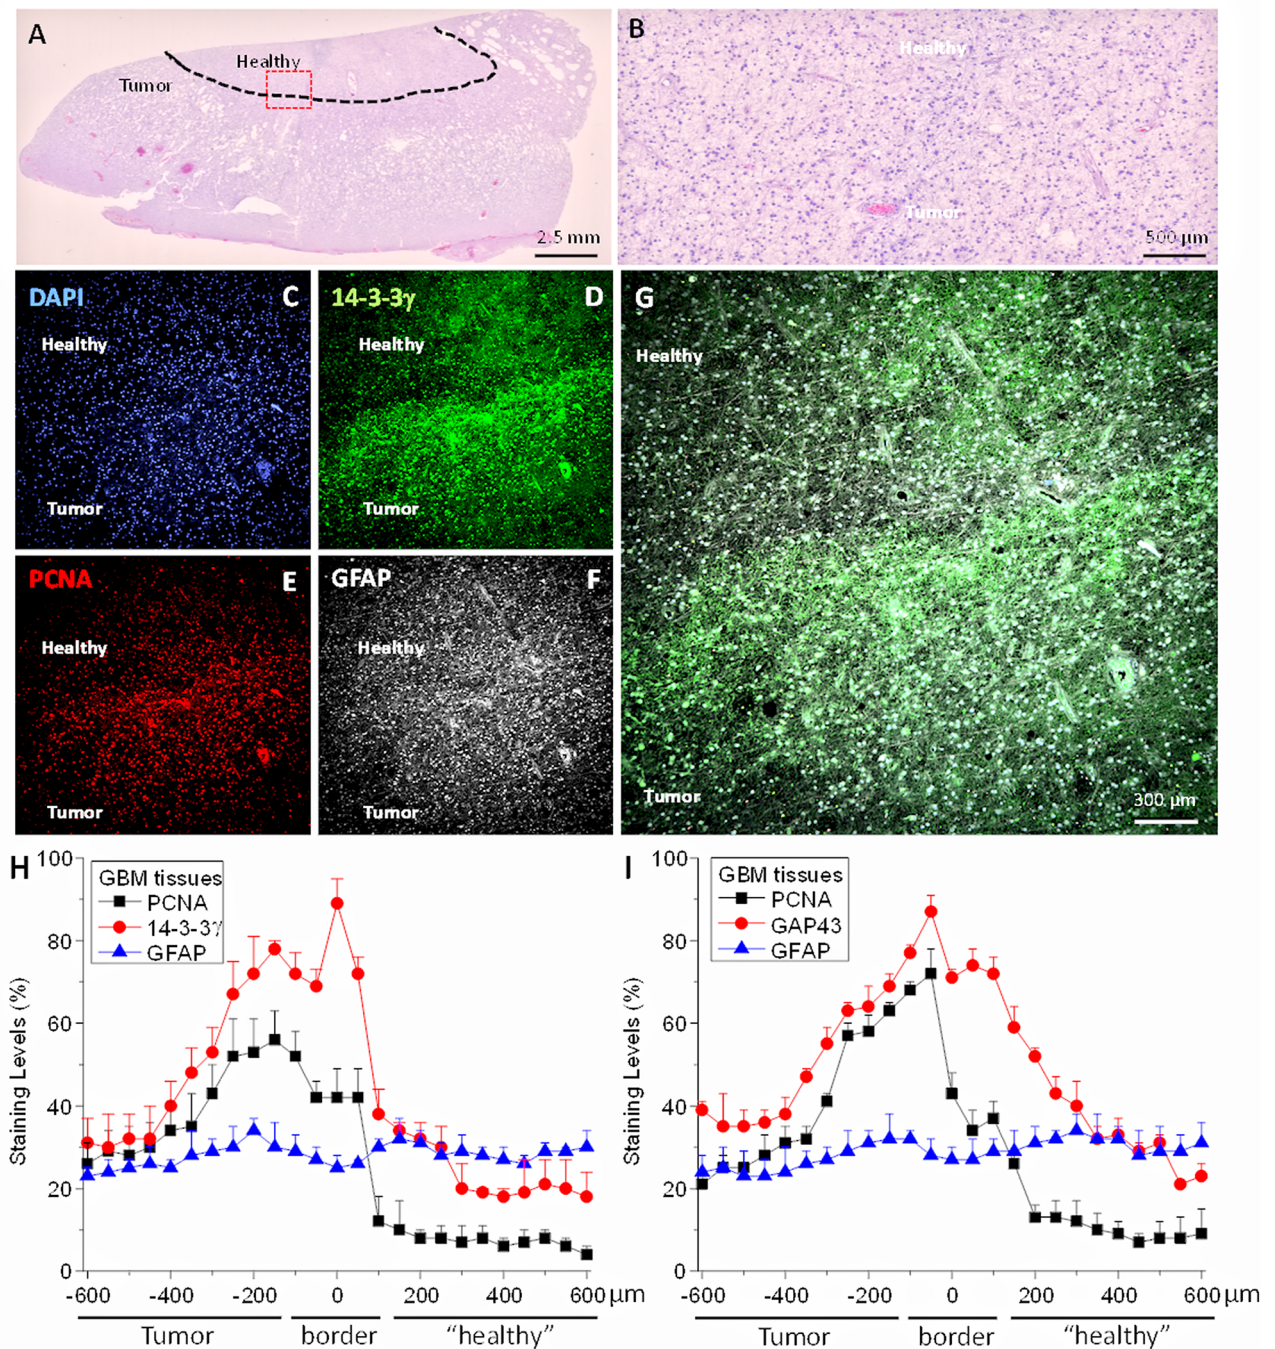 A
Healthy
Tumor
2.5 mm
B
Healthy
Tumor
500 µm
DAPI
C
Healthy
Tumor
14-3-3γ
D
Healthy
Tumor
G
Healthy
Tumor
300 µm
PCNA
E
Healthy
Tumor
GFAP
F
Healthy
Tumor
H
GBM tissues
PCNA
14-3-3γ
GFAP
Staining Levels (%)
100
80
60
40
20
0
-600 -400 -200 0 200 400 600 µm
Tumor border "healthy"
I
GBM tissues
PCNA
GAP43
GFAP
Staining Levels (%)
100
80
60
40
20
0
-600 -400 -200 0 200 400 600 µm
Tumor border "healthy"